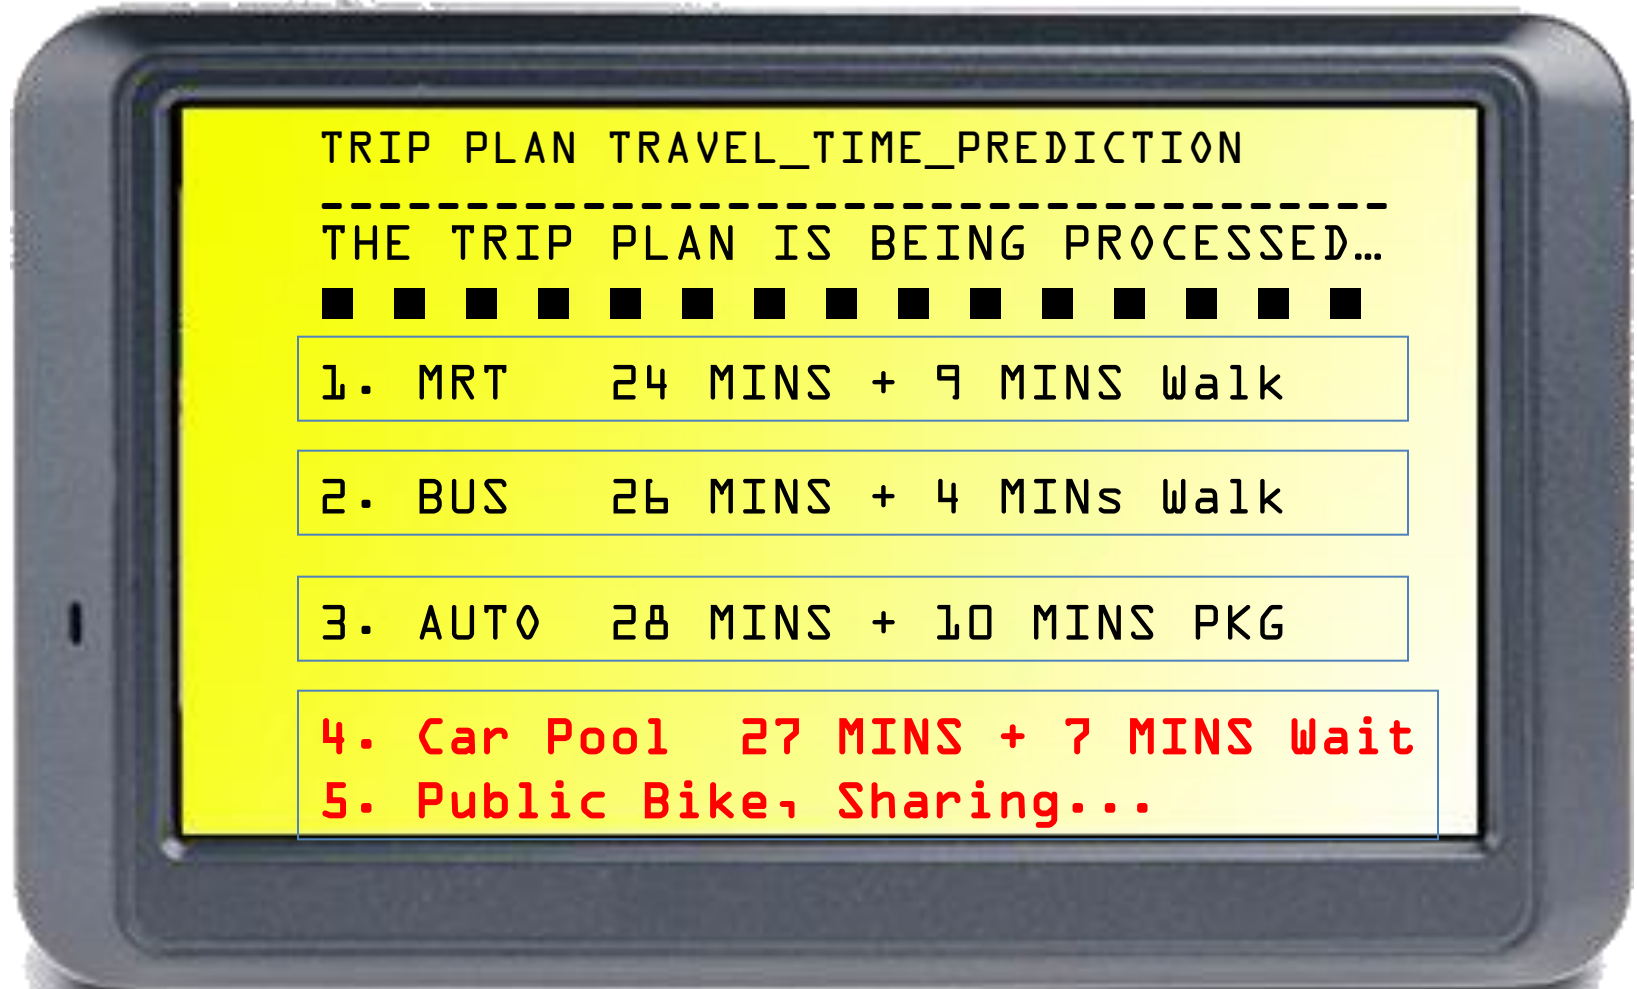 TRIP PLAN TRAVEL_TIME_PREDICTION
-------------------------------------
THE TRIP PLAN IS BEING PROCESSED…
■ ■ ■ ■ ■ ■ ■ ■ ■ ■ ■ ■ ■ ■ ■
1. MRT 24 MINS + 9 MINS Walk
2. BUS 26 MINS + 4 MINs Walk
3. AUTO 28 MINS + 10 MINS PKG
4. Car Pool 27 MINS + 7 MINS Wait
5. Public Bike, Sharing...